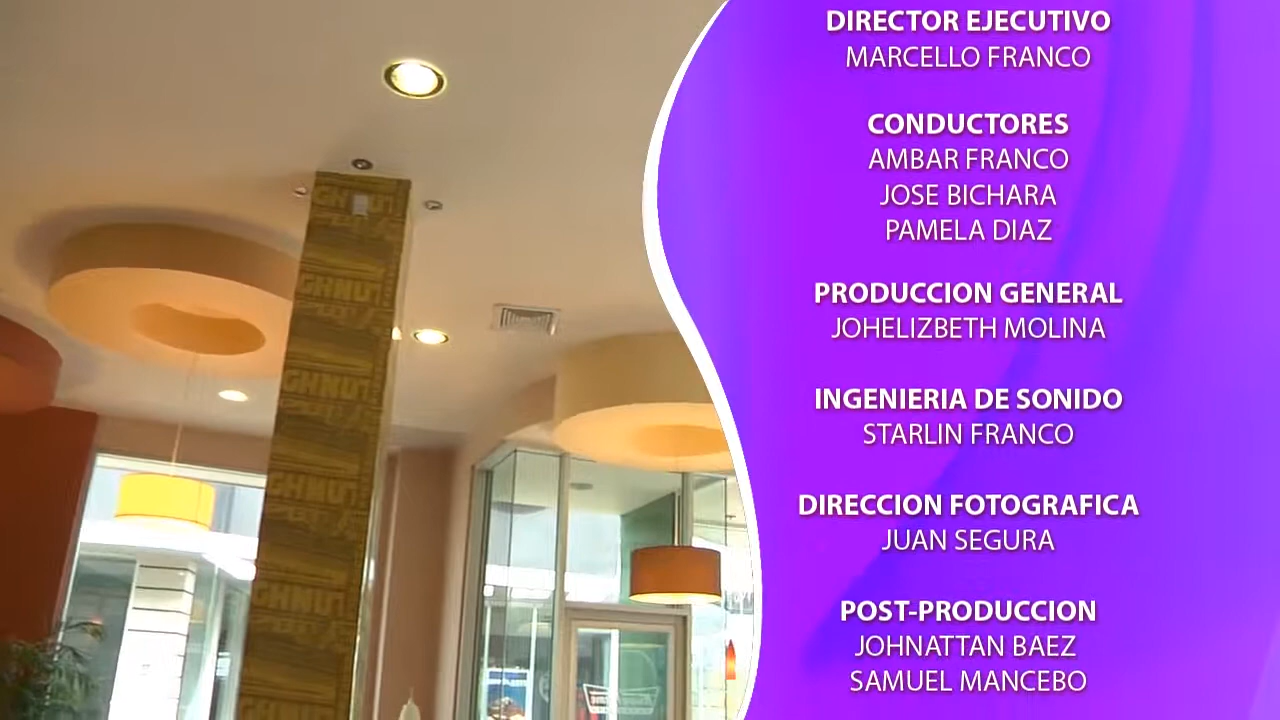 DIRECTOR EJECUTIVO
MARCELLO FRANCO
CONDUCTORES
AMBAR FRANCO
JOSE BICHARA
PAMELA DIAZ
PRODUCCION GENERAL
JOHELIZBETH MOLINA
INGENIERIA DE SONIDO
STARLIN FRANCO
DIRECCION FOTOGRAFICA
JUAN SEGURA
POST-PRODUCCION
JOHNATTAN BAEZ
SAMUEL MANCEBO